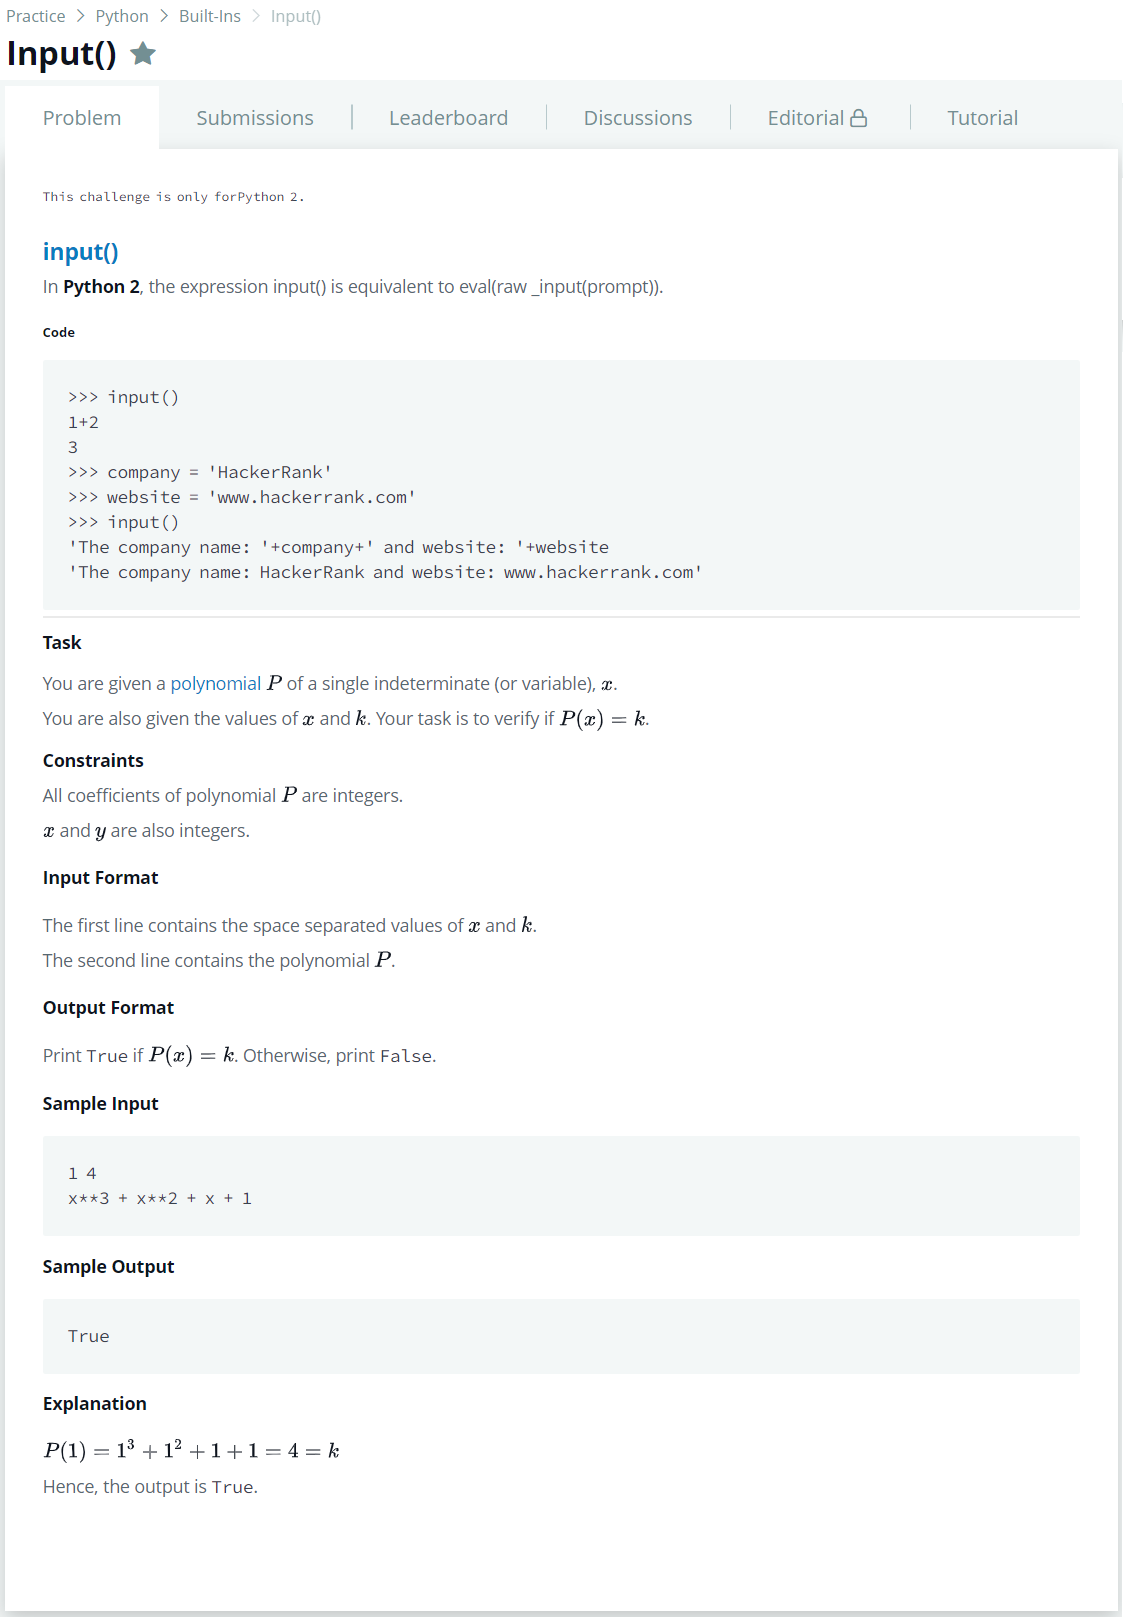 Practice > Python > Built-Ins > Input()
Input() ★
Problem Submissions | Leaderboard | Discussions | Editorial | Tutorial
This challenge is only forPython 2.
input()
In Python 2, the expression input() is equivalent to eval(raw _input(prompt)).
Code
>>> input()
1+2
3
>>> company = 'HackerRank'
>>> website = 'www.hackerrank.com'
>>> input()
'The company name: '+company+' and website: '+website
'The company name: HackerRank and website: www.hackerrank.com'
Task
You are given a polynomial P of a single indeterminate (or variable), x.
You are also given the values of x and k. Your task is to verify if P(x) = k.
Constraints
All coefficients of polynomial P are integers.
x and y are also integers.
Input Format
The first line contains the space separated values of x and k.
The second line contains the polynomial P.
Output Format
Print True if P(x) = k. Otherwise, print False.
Sample Input
1 4
x**3 + x**2 + x + 1
Sample Output
True
Explanation
P(1) = 1³ + 1² + 1 + 1 = 4 = k
Hence, the output is True.